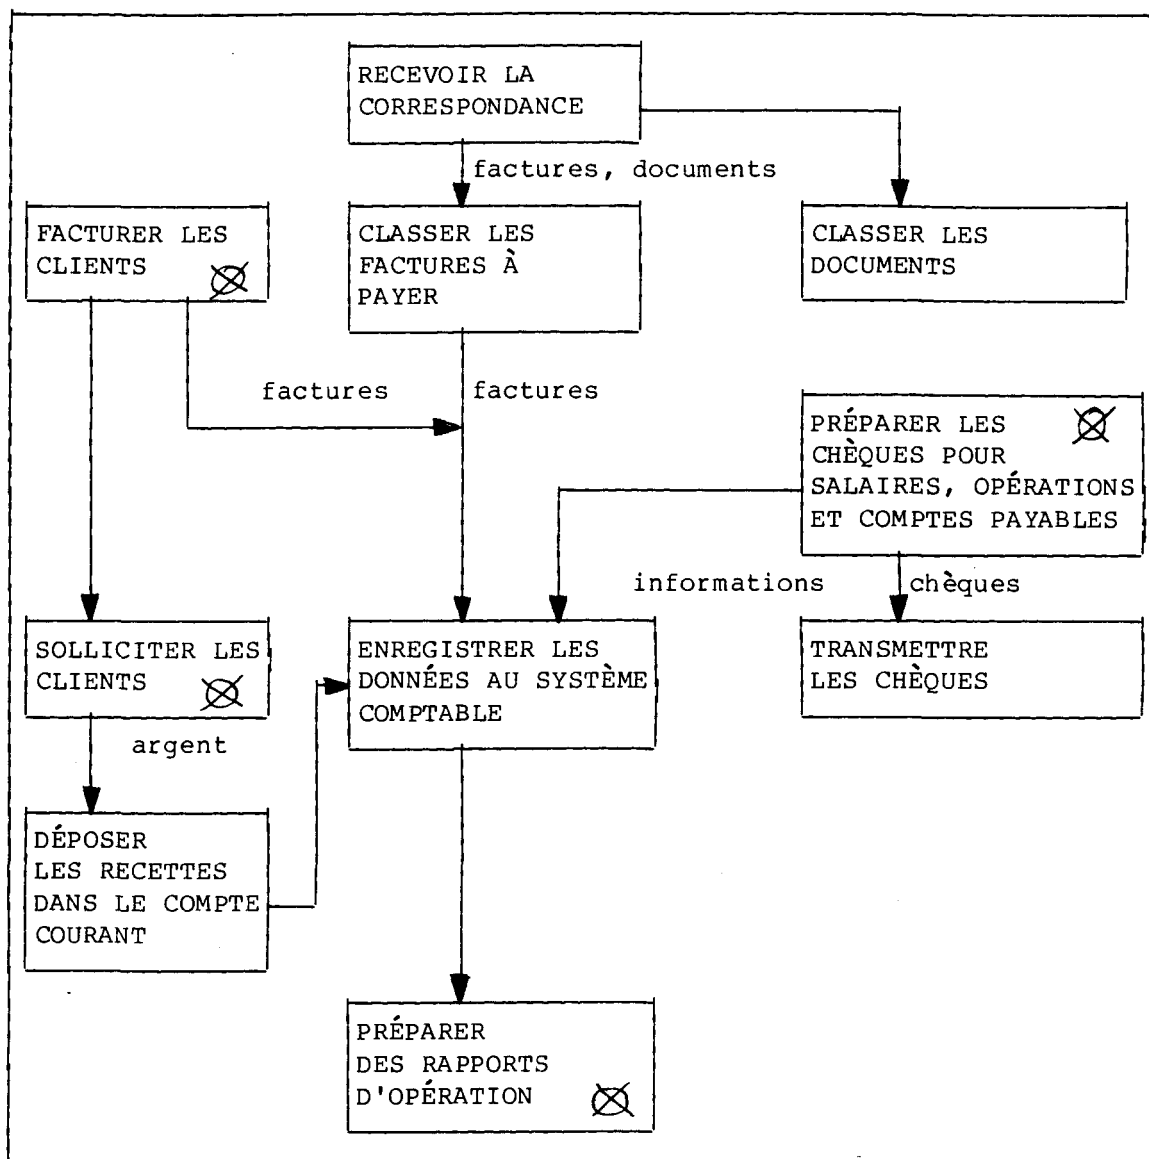 RECEVOIR LA
CORRESPONDANCE
factures, documents
FACTURER LES
CLIENTS
CLASSER LES
FACTURES À
PAYER
CLASSER LES
DOCUMENTS
factures
factures
PRÉPARER LES
CHÈQUES POUR
SALAIRES, OPÉRATIONS
ET COMPTES PAYABLES
informations
chèques
SOLLICITER LES
CLIENTS
ENREGISTRER LES
DONNÉES AU SYSTÈME
COMPTABLE
TRANSMETTRE
LES CHÈQUES
argent
DÉPOSER
LES RECETTES
DANS LE COMPTE
COURANT
PRÉPARER
DES RAPPORTS
D'OPÉRATION